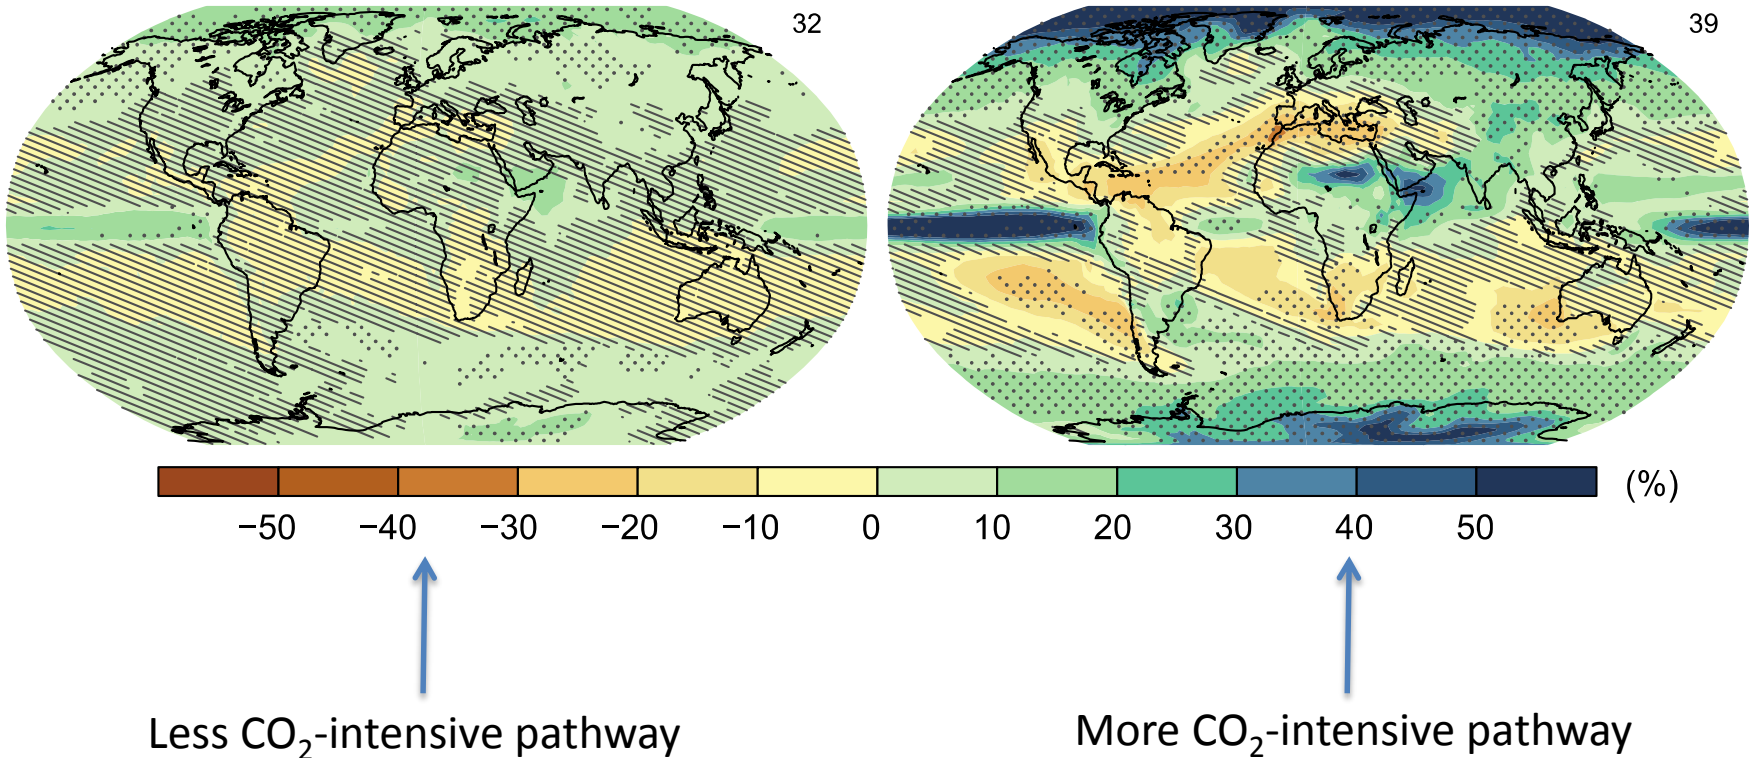 32
39
−50 −40 −30 −20 −10 0 10 20 30 40 50 (%)
Less CO₂-intensive pathway
More CO₂-intensive pathway